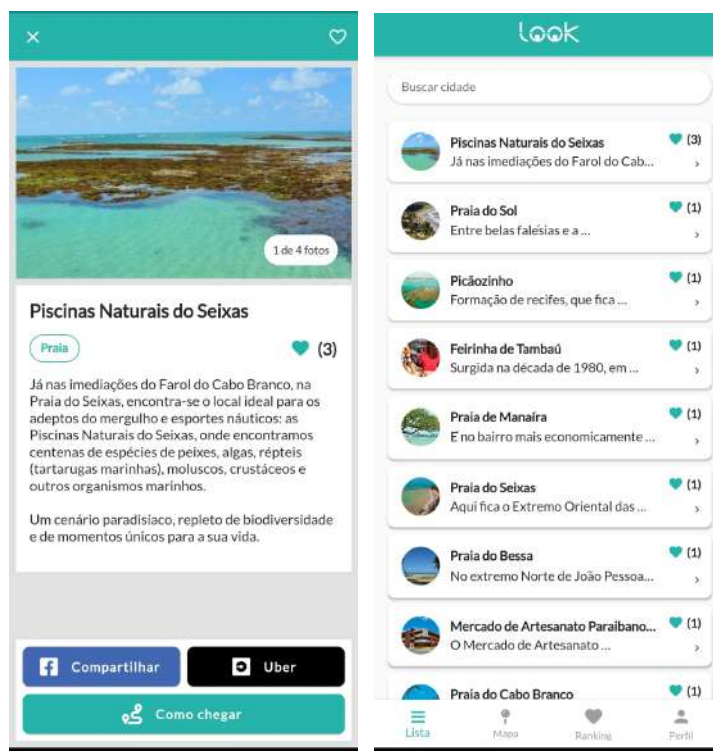 1 de 4 fotos
Piscinas Naturais do Seixas
Praia
(3)
Já nas imediações do Farol do Cabo Branco, na
Praia do Seixas, encontra-se o local ideal para os
adeptos do mergulho e esportes náuticos: as
Piscinas Naturais do Seixas, onde encontramos
centenas de espécies de peixes, algas, répteis
(tartarugas marinhas), moluscos, crustáceos e
outros organismos marinhos.
Um cenário paradisíaco, repleto de biodiversidade
e de momentos únicos para a sua vida.
Compartilhar
Uber
Como chegar
look
Buscar cidade
Piscinas Naturais do Seixas (3)
Já nas imediações do Farol do Cab...
Praia do Sol (1)
Entre belas falésias e a ...
Picãozinho (1)
Formação de recifes, que fica ...
Feirinha de Tambaú (1)
Surgida na década de 1980, em ...
Praia de Manaíra (1)
É no bairro mais economicamente ...
Praia do Seixas (1)
Aqui fica o Extremo Oriental das ...
Praia do Bessa (1)
No extremo Norte de João Pessoa...
Mercado de Artesanato Paraibano... (1)
O Mercado de Artesanato ...
Praia do Cabo Branco (1)
Lista Mapa Ranking Perfil